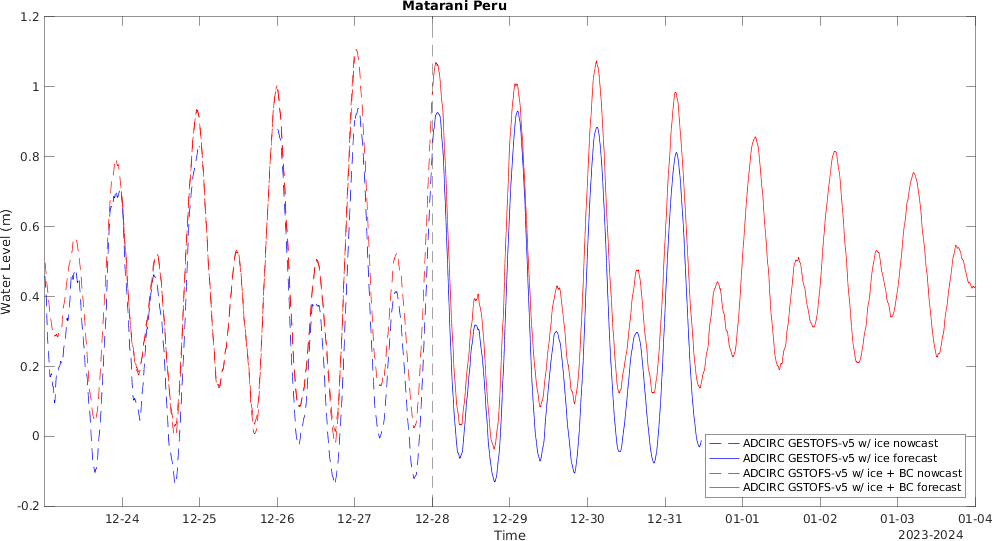 Matarani Peru
1.2
1
0.8
0.6
0.4
0.2
0
-0.2
Water Level (m)
ADCIRC GESTOFS-v5 w/ ice nowcast
ADCIRC GESTOFS-v5 w/ ice forecast
ADCIRC GSTOFS-v5 w/ ice + BC nowcast
ADCIRC GSTOFS-v5 w/ ice + BC forecast
12-24 12-25 12-26 12-27 12-28 12-29 12-30 12-31 01-01 01-02 01-03 01-04
Time
2023-2024